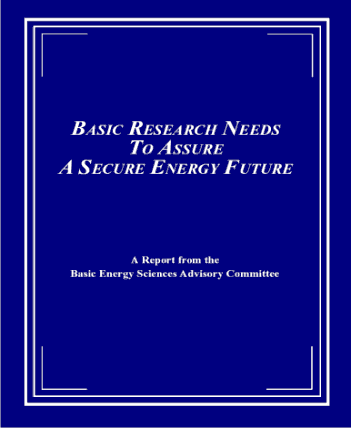 BASIC RESEARCH NEEDS
TO ASSURE
A SECURE ENERGY FUTURE
A Report from the
Basic Energy Sciences Advisory Committee